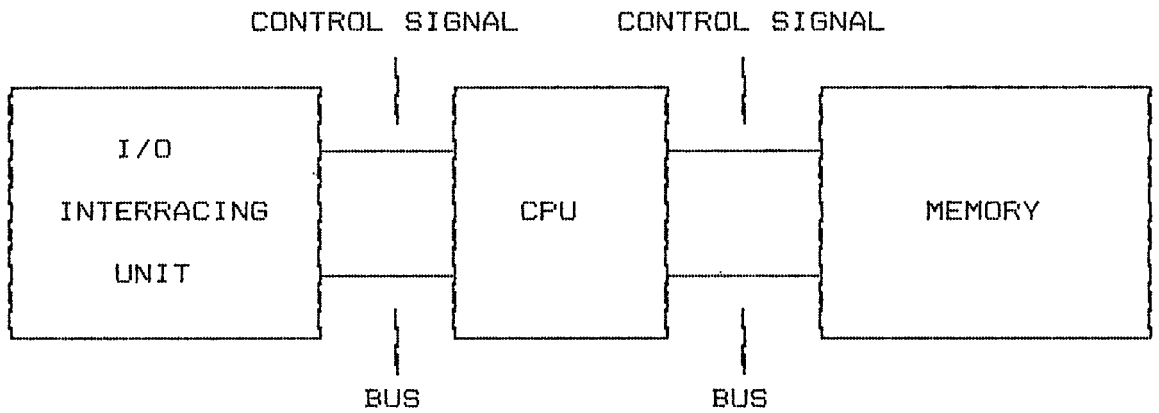 CONTROL SIGNAL CONTROL SIGNAL
I/O
INTERRACING
UNIT
CPU
MEMORY
BUS BUS